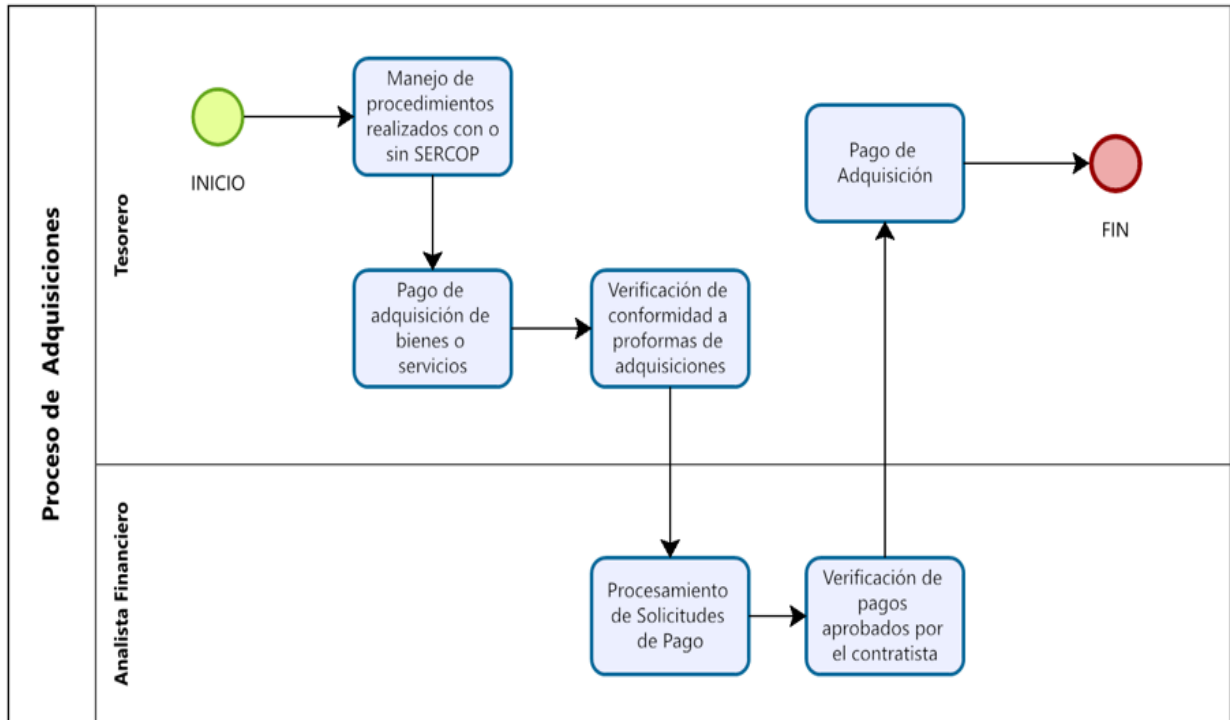 Proceso de Adquisiciones
Tesorero
INICIO
Manejo de
procedimientos
realizados con o
sin SERCOP
Pago de
adquisición de
bienes o
servicios
Verificación de
conformidad a
proformas de
adquisiciones
Analista Financiero
Procesamiento
de Solicitudes
de Pago
Verificación de
pagos
aprobados por
el contratista
Pago de
Adquisición
FIN